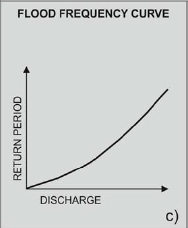 FLOOD FREQUENCY CURVE
RETURN PERIOD
DISCHARGE
c)